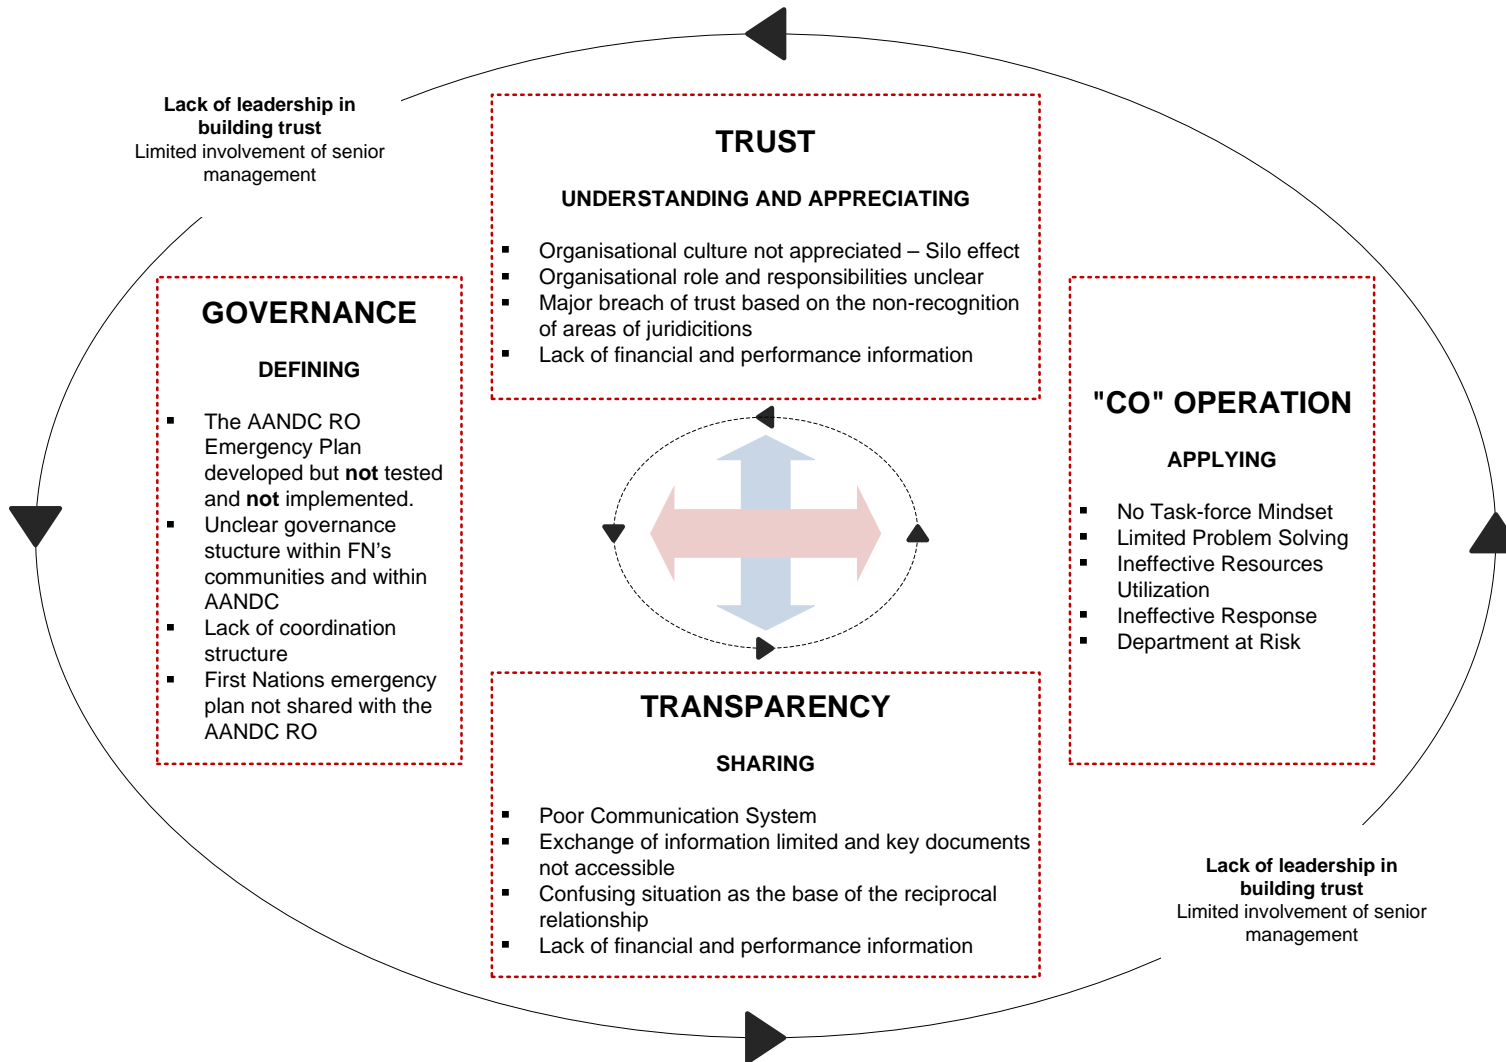 Lack of leadership in
building trust
Limited involvement of senior
management
TRUST
UNDERSTANDING AND APPRECIATING
▪ Organisational culture not appreciated – Silo effect
▪ Organisational role and responsibilities unclear
▪ Major breach of trust based on the non-recognition
of areas of juridicitions
▪ Lack of financial and performance information
GOVERNANCE
DEFINING
▪ The AANDC RO
Emergency Plan
developed but not tested
and not implemented.
▪ Unclear governance
stucture within FN's
communities and within
AANDC
▪ Lack of coordination
structure
▪ First Nations emergency
plan not shared with the
AANDC RO
"CO" OPERATION
APPLYING
▪ No Task-force Mindset
▪ Limited Problem Solving
▪ Ineffective Resources
Utilization
▪ Ineffective Response
▪ Department at Risk
TRANSPARENCY
SHARING
▪ Poor Communication System
▪ Exchange of information limited and key documents
not accessible
▪ Confusing situation as the base of the reciprocal
relationship
▪ Lack of financial and performance information
Lack of leadership in
building trust
Limited involvement of senior
management